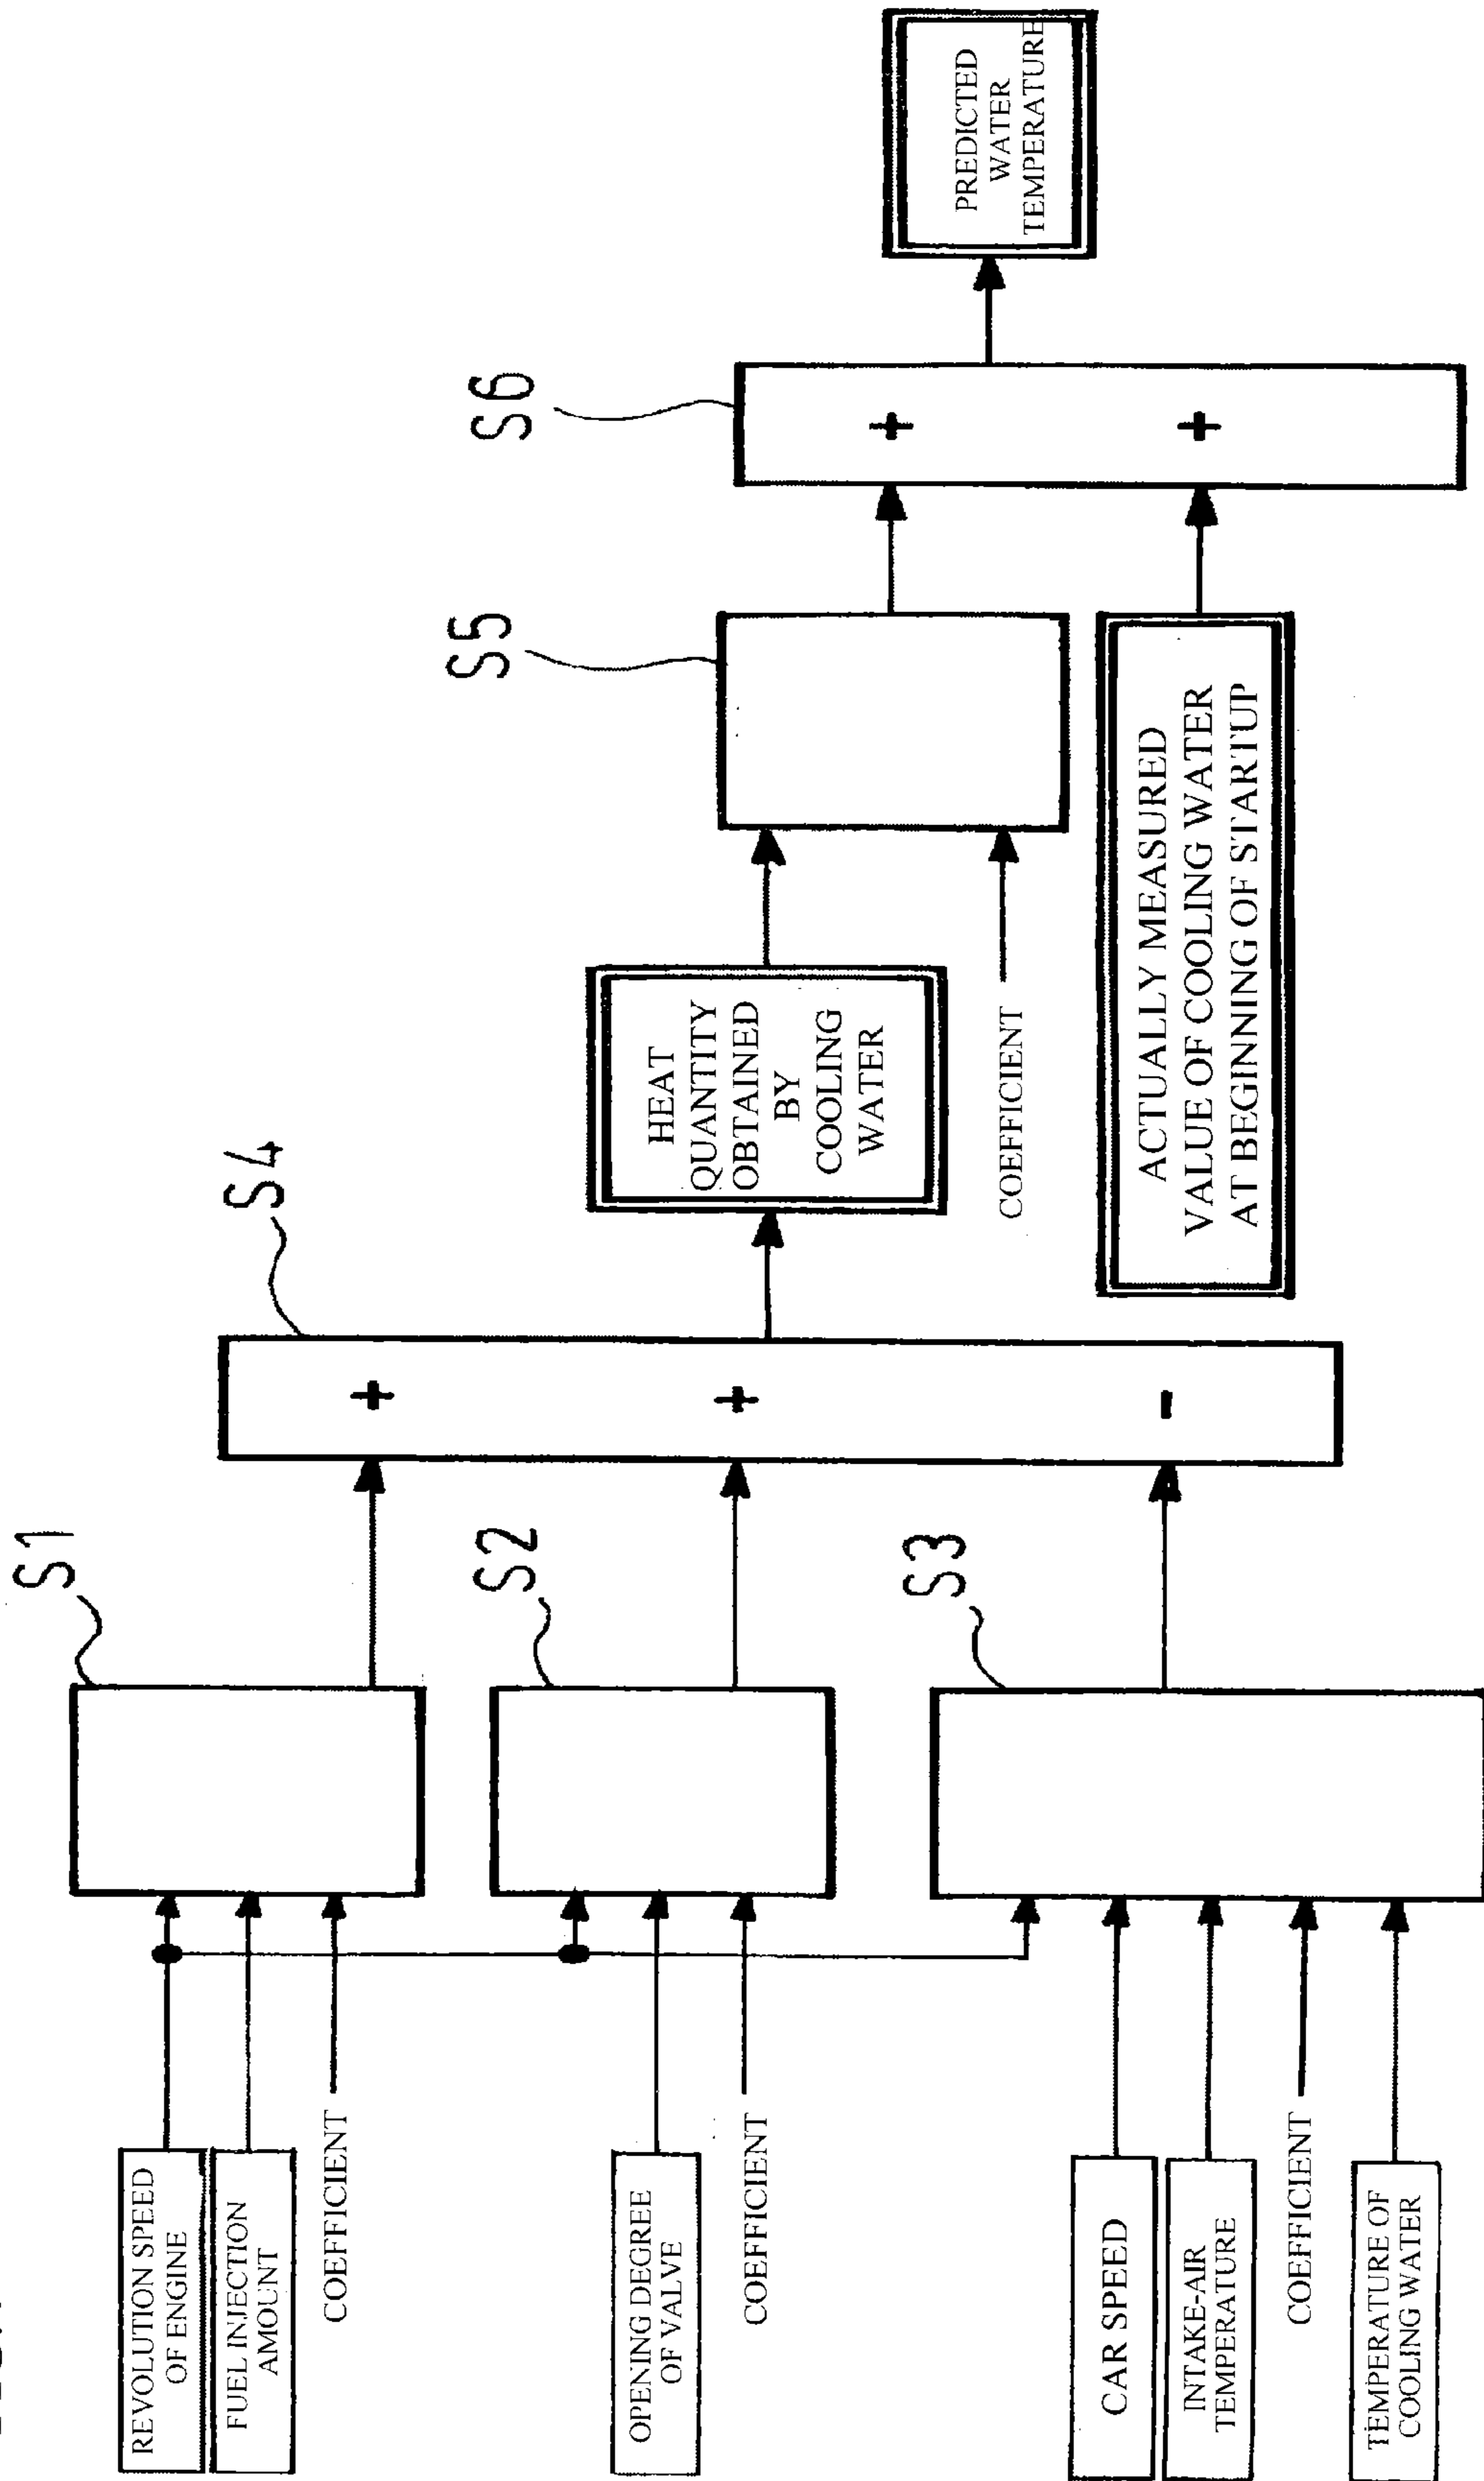 S1
S2
S3
S4
S5
S6
REVOLUTION SPEED
OF ENGINE
FUEL INJECTION
AMOUNT
COEFFICIENT
OPENING DEGREE
OF VALVE
COEFFICIENT
CAR SPEED
INTAKE-AIR
TEMPERATURE
COEFFICIENT
TEMPERATURE OF
COOLING WATER
+
+
-
HEAT
QUANTITY
OBTAINED
BY
COOLING
WATER
COEFFICIENT
ACTUALLY MEASURED
VALUE OF COOLING WATER
AT BEGINNING OF STARTUP
+
+
PREDICTED
WATER
TEMPERATURE